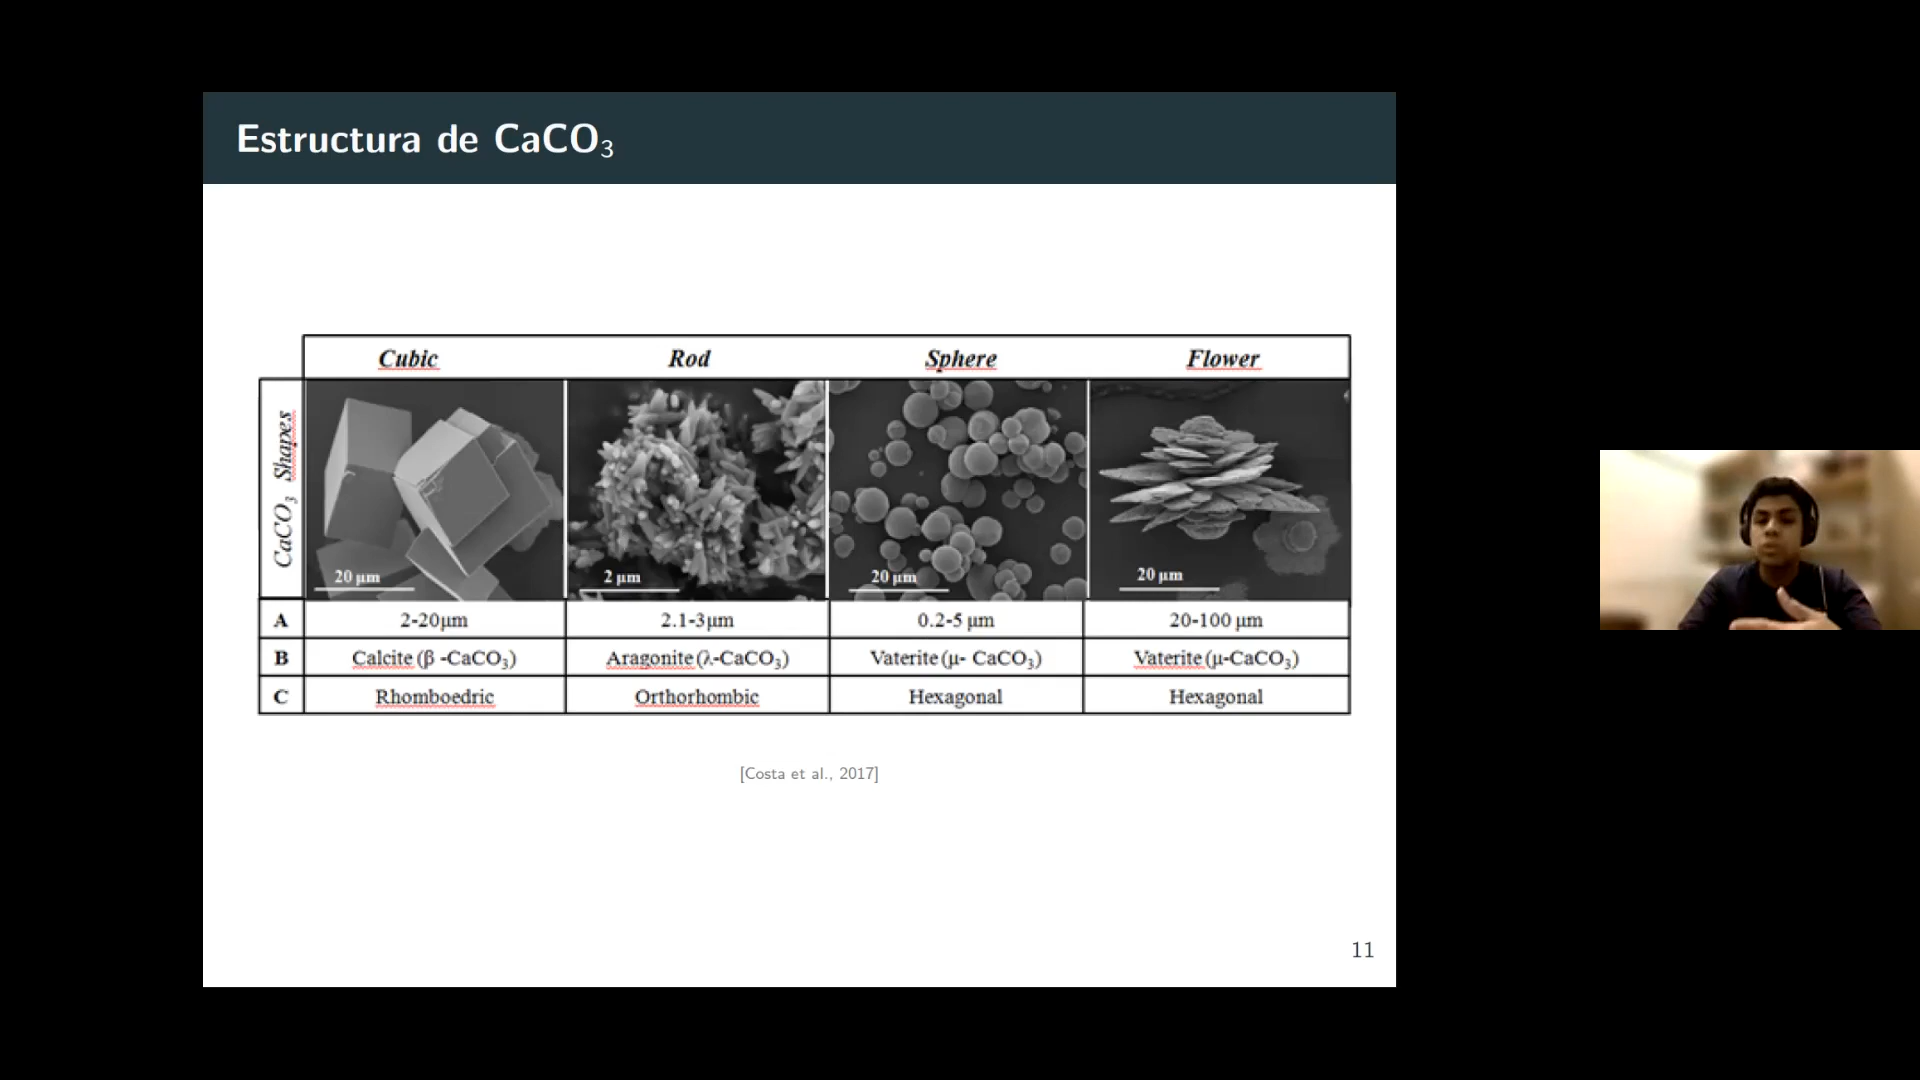 Estructura de CaCO₃
Cubic Rod Sphere Flower
CaCO₃ Shapes
20 µm 2 µm 20 µm 20 µm
A 2-20µm 2.1-3µm 0.2-5 µm 20-100 µm
B Calcite (β -CaCO₃) Aragonite (λ-CaCO₃) Vaterite (µ- CaCO₃) Vaterite (µ-CaCO₃)
C Rhomboedric Orthorhombic Hexagonal Hexagonal
[Costa et al., 2017]
11